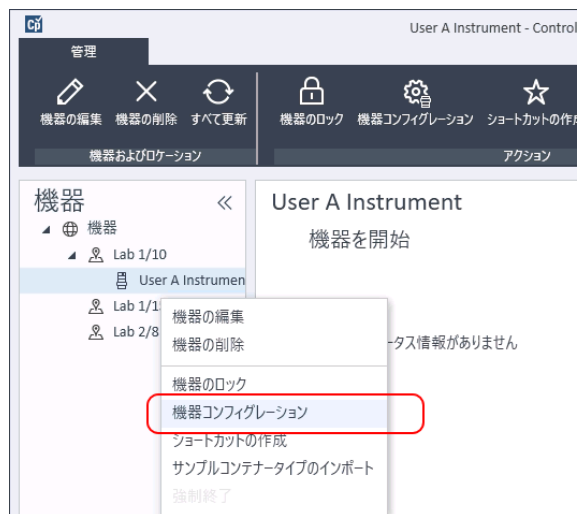 Cp
User A Instrument - Control
管理
機器の編集 機器の削除 すべて更新 機器のロック 機器コンフィグレーション ショートカットの作
機器およびロケーション アクション
機器 «
User A Instrument
機器
機器を開始
Lab 1/10
User A Instrumen
Lab 1/1
Lab 2/8
機器の編集
機器の削除
ータス情報がありません
機器のロック
機器コンフィグレーション
ショートカットの作成
サンプルコンテナータイプのインポート
強制終了